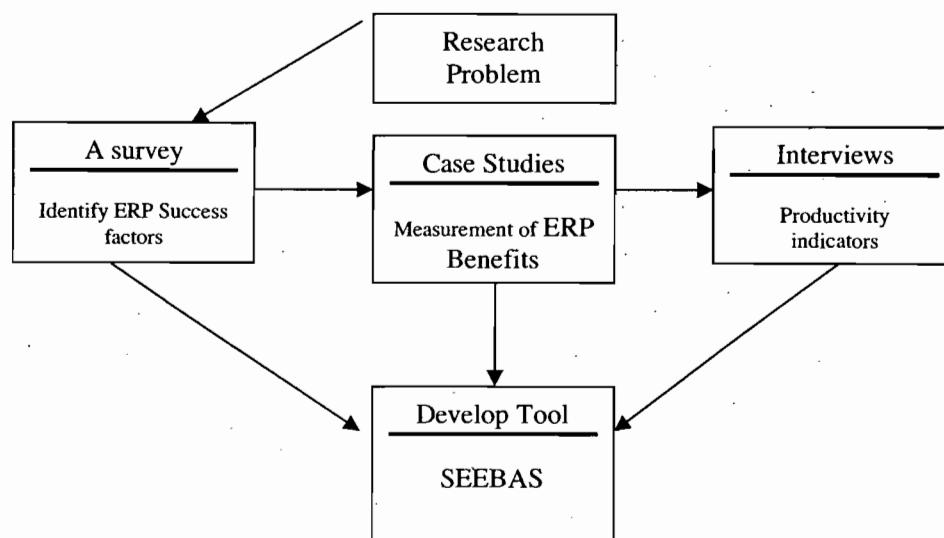 Research
Problem
A survey
Identify ERP Success
factors
Case Studies
Measurement of ERP
Benefits
Interviews
Productivity
indicators
Develop Tool
SEEBAS